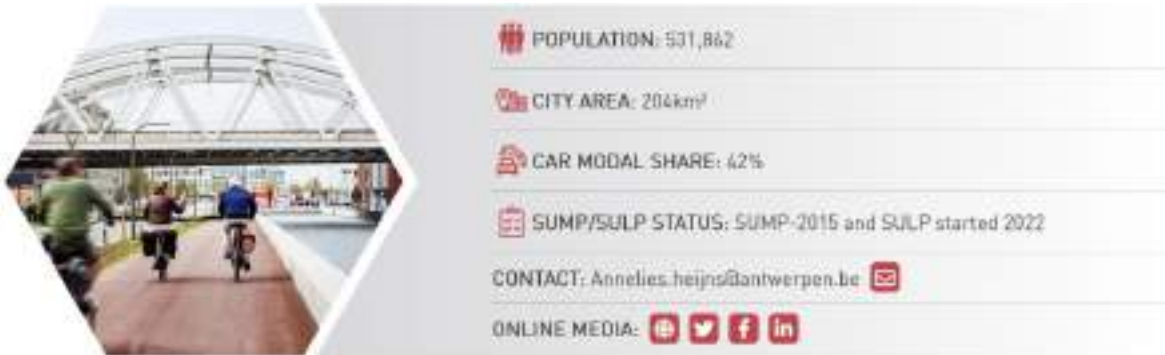 POPULATION: 531,862
CITY AREA: 204km²
CAR MODAL SHARE: 42%
SUMP/SULP STATUS: SUMP-2015 and SULP started 2022
CONTACT: Annelies.heijns@antwerpen.be
ONLINE MEDIA: